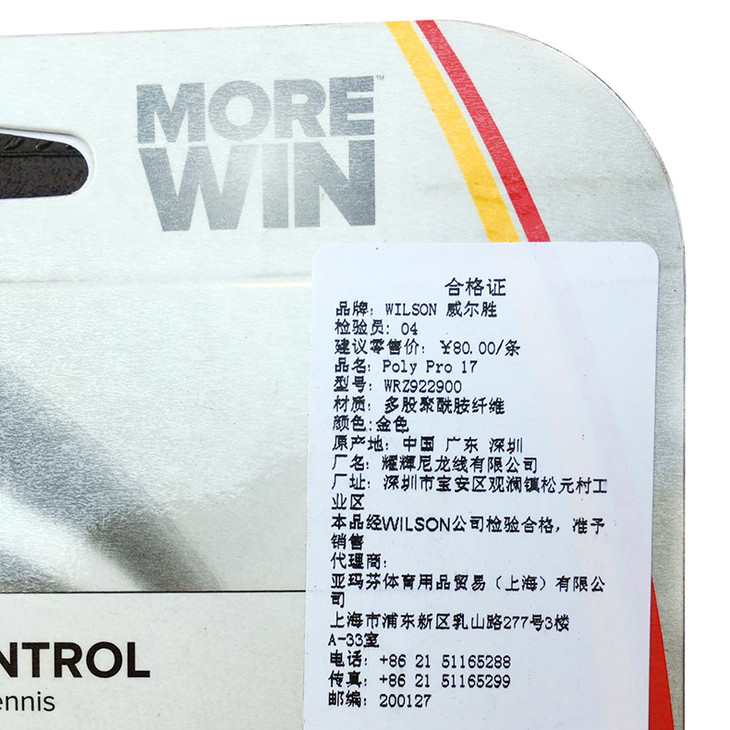 MORE™
WIN
合格证
品牌: WILSON 威尔胜
检验员: 04
建议零售价: ¥80.00/条
品名: Poly Pro 17
型号: WRZ922900
材质: 多股聚酰胺纤维
颜色:金色
原产地: 中国 广东 深圳
厂名: 耀辉尼龙线有限公司
厂址: 深圳市宝安区观澜镇松元村工
业区
本品经WILSON公司检验合格, 准予
销售
代理商:
亚玛芬体育用品贸易（上海）有限公
司
上海市浦东新区乳山路277号3楼
A-33室
电话: +86 21 51165288
传真: +86 21 51165299
邮编: 200127
NTROL
ennis